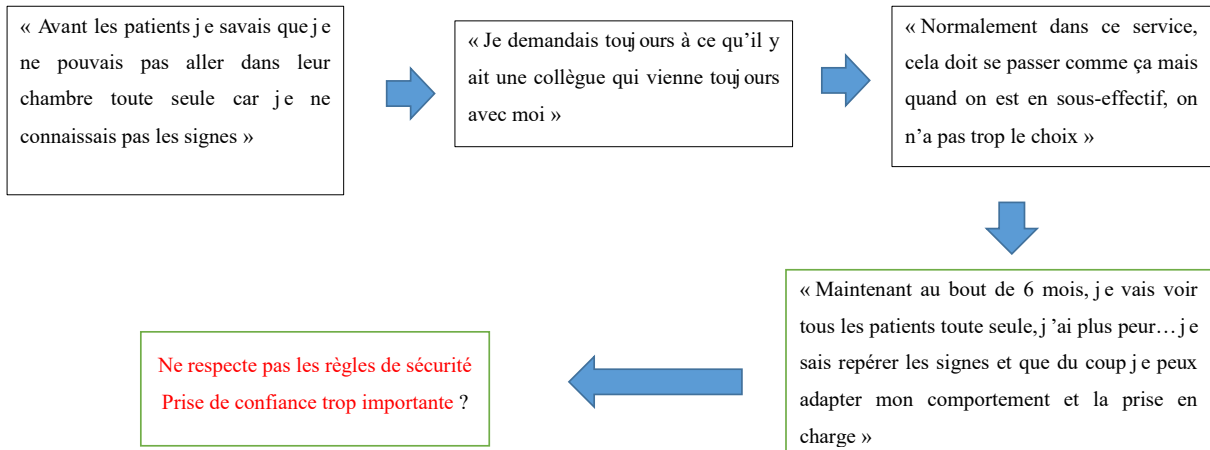 « Avant les patients je savais que je
ne pouvais pas aller dans leur
chambre toute seule car je ne
connaissais pas les signes »
« Je demandais toujours à ce qu’il y
ait une collègue qui vienne toujours
avec moi »
« Normalement dans ce service,
cela doit se passer comme ça mais
quand on est en sous-effectif, on
n’a pas trop le choix »
« Maintenant au bout de 6 mois, je vais voir
tous les patients toute seule, j’ai plus peur…je
sais repérer les signes et que du coup je peux
adapter mon comportement et la prise en
charge »
Ne respecte pas les règles de sécurité
Prise de confiance trop importante ?